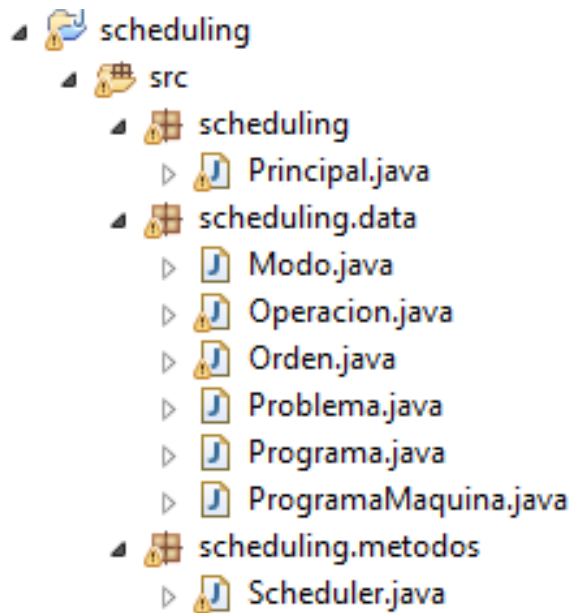 scheduling
src
scheduling
Principal.java
scheduling.data
Modo.java
Operacion.java
Orden.java
Problema.java
Programa.java
ProgramaMaquina.java
scheduling.metodos
Scheduler.java